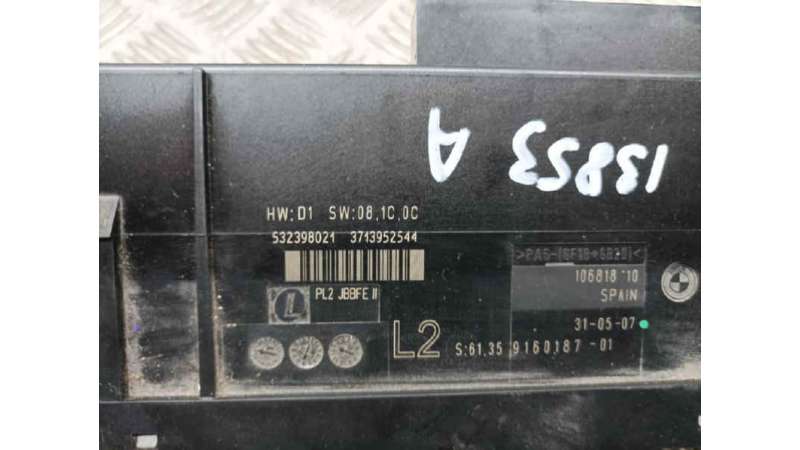 13853 A
HW:D1 SW:08,1C,0C
532398021 3713952544
PL2 JBBFE II
L
L2
106818 10
SPAIN
31-05-07
S:61.35 9160187 -01